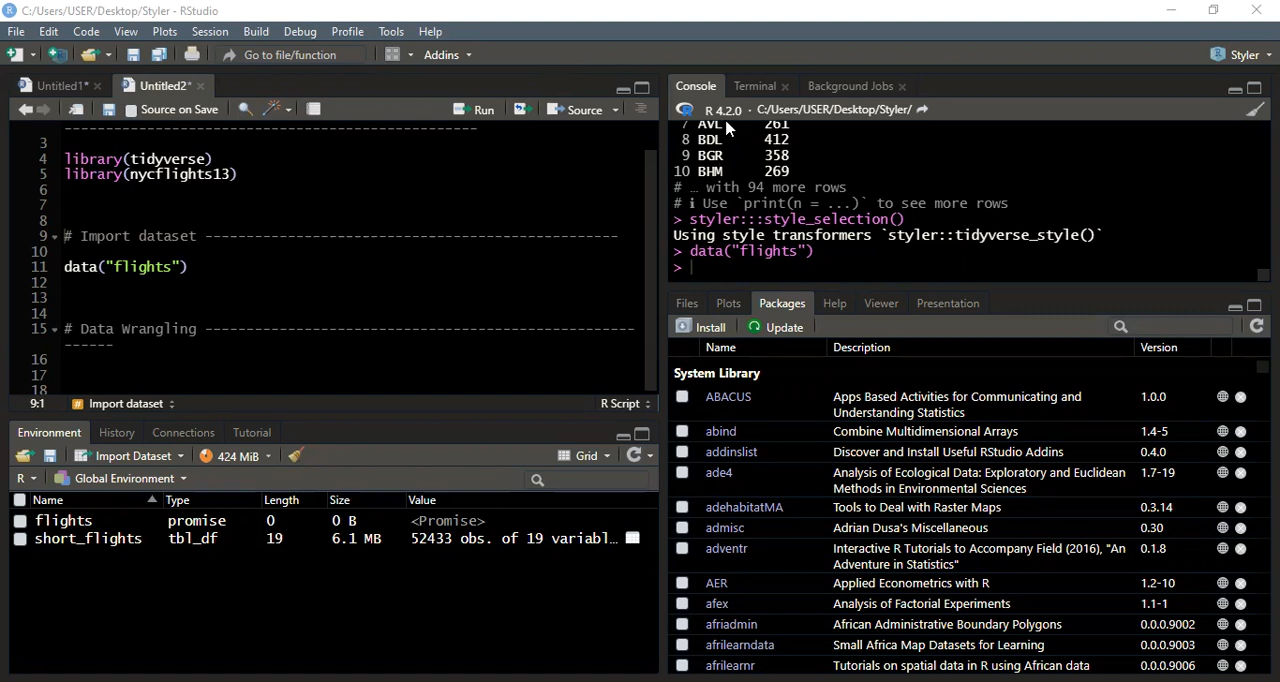 C:/Users/USER/Desktop/Styler - RStudio
File Edit Code View Plots Session Build Debug Profile Tools Help
Go to file/function Addins Styler
Untitled1* Untitled2*
Source on Save Run Source
3
4 library(tidyverse)
5 library(nycflights13)
6
7
8
9 # Import dataset ----------------------------------------------------
10
11 data("flights")
12
13
14
15 # Data Wrangling ------------------------------------------------------
------
16
17
18
9:1 Import dataset R Script
Console Terminal Background Jobs
R 4.2.0 · C:/Users/USER/Desktop/Styler/
7 AVL 261
8 BDL 412
9 BGR 358
10 BHM 269
# … with 94 more rows
# ℹ Use `print(n = ...)` to see more rows
> styler:::style_selection()
Using style transformers `styler::tidyverse_style()`
> data("flights")
>
Environment History Connections Tutorial
Import Dataset 424 MiB Grid
R Global Environment
Name Type Length Size Value
flights promise 0 0 B <Promise>
short_flights tbl_df 19 6.1 MB 52433 obs. of 19 variabl…
Files Plots Packages Help Viewer Presentation
Install Update
Name Description Version
System Library
ABACUS Apps Based Activities for Communicating and 1.0.0
Understanding Statistics
abind Combine Multidimensional Arrays 1.4-5
addinslist Discover and Install Useful RStudio Addins 0.4.0
ade4 Analysis of Ecological Data: Exploratory and Euclidean 1.7-19
Methods in Environmental Sciences
adehabitatMA Tools to Deal with Raster Maps 0.3.14
admisc Adrian Dusa's Miscellaneous 0.30
adventr Interactive R Tutorials to Accompany Field (2016), "An 0.1.8
Adventure in Statistics"
AER Applied Econometrics with R 1.2-10
afex Analysis of Factorial Experiments 1.1-1
afriadmin African Administrative Boundary Polygons 0.0.0.9002
afrilearndata Small Africa Map Datasets for Learning 0.0.0.9003
afrilearnr Tutorials on spatial data in R using African data 0.0.0.9006